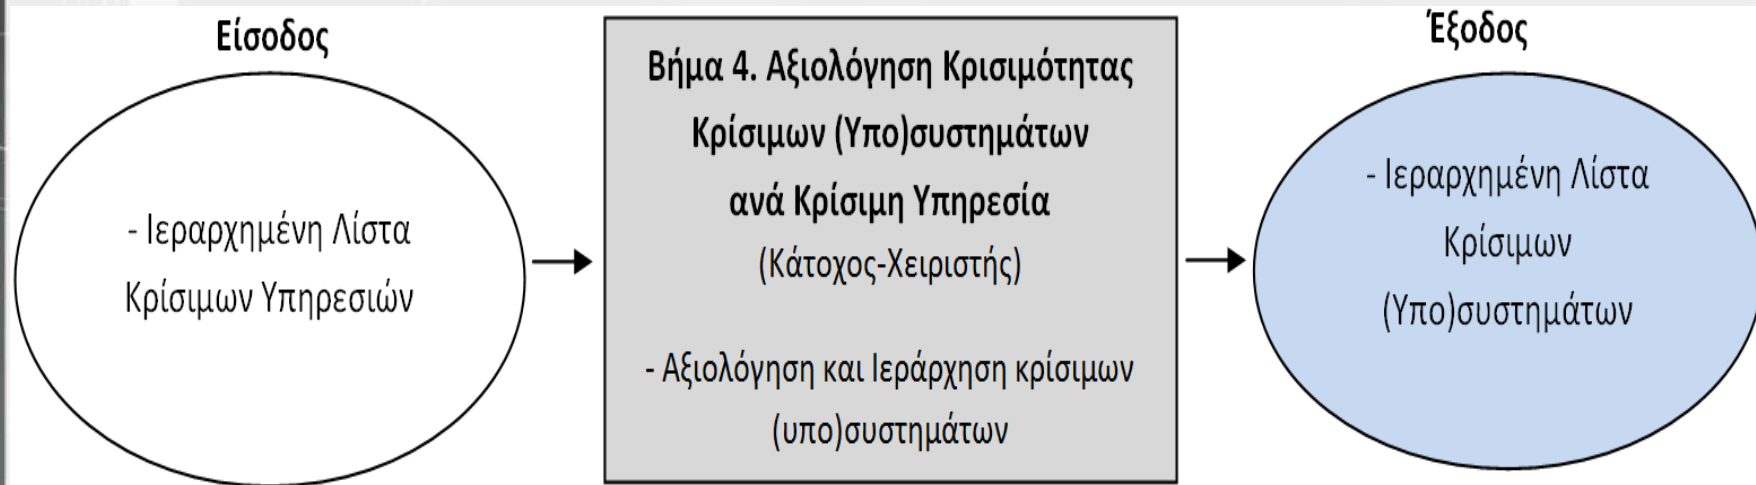 Είσοδος
- Ιεραρχημένη Λίστα
Κρίσιμων Υπηρεσιών
Βήμα 4. Αξιολόγηση Κρισιμότητας
Κρίσιμων (Υπο)συστημάτων
ανά Κρίσιμη Υπηρεσία
(Κάτοχος-Χειριστής)
- Αξιολόγηση και Ιεράρχηση κρίσιμων
(υπο)συστημάτων
Έξοδος
- Ιεραρχημένη Λίστα
Κρίσιμων
(Υπο)συστημάτων